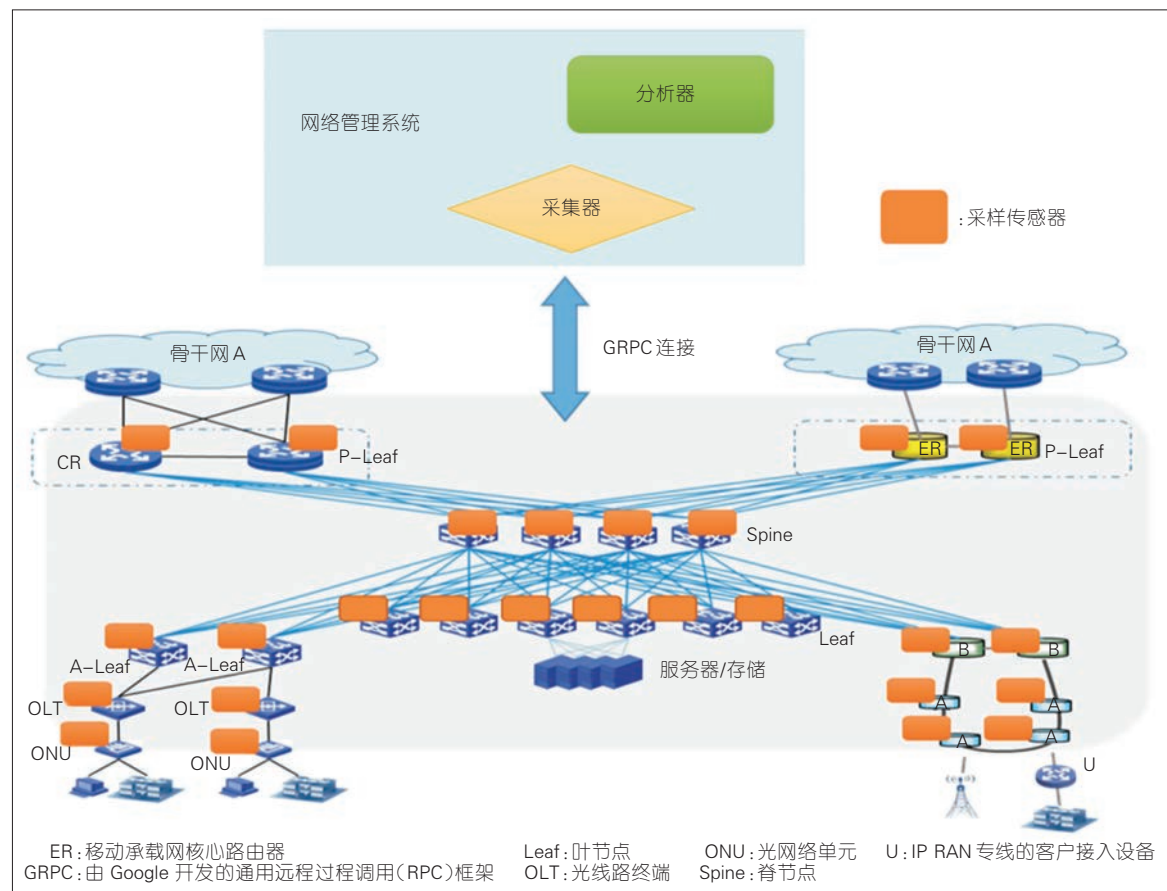 分析器
网络管理系统
采集器
:采样传感器
GRPC 连接
骨干网 A
骨干网 A
CR
P-Leaf
ER
ER
P-Leaf
Spine
Leaf
A-Leaf
A-Leaf
服务器/存储
B
B
OLT
OLT
A
A
ONU
ONU
A
A
U
ER:移动承载网核心路由器 Leaf:叶节点 ONU:光网络单元 U:IP RAN 专线的客户接入设备
GRPC:由 Google 开发的通用远程过程调用(RPC)框架 OLT:光线路终端 Spine:脊节点